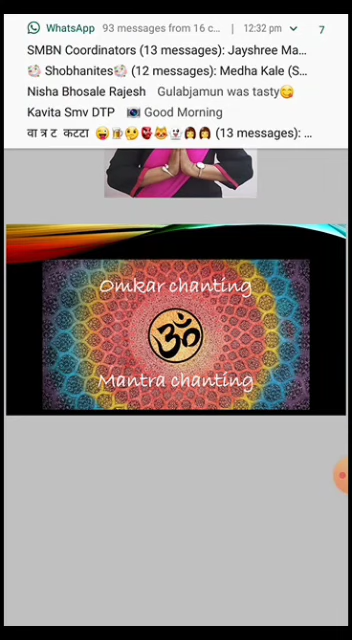 WhatsApp 93 messages from 16 c... | 12:32 pm 7
SMBN Coordinators (13 messages): Jayshree Ma...
🐚 Shobhanites🐚 (12 messages): Medha Kale (S...
Nisha Bhosale Rajesh Gulabjamun was tasty😋
Kavita Smv DTP 📷 Good Morning
वा त्र ट कटटा (13 messages): ...
Omkar chanting
ॐ
Mantra chanting